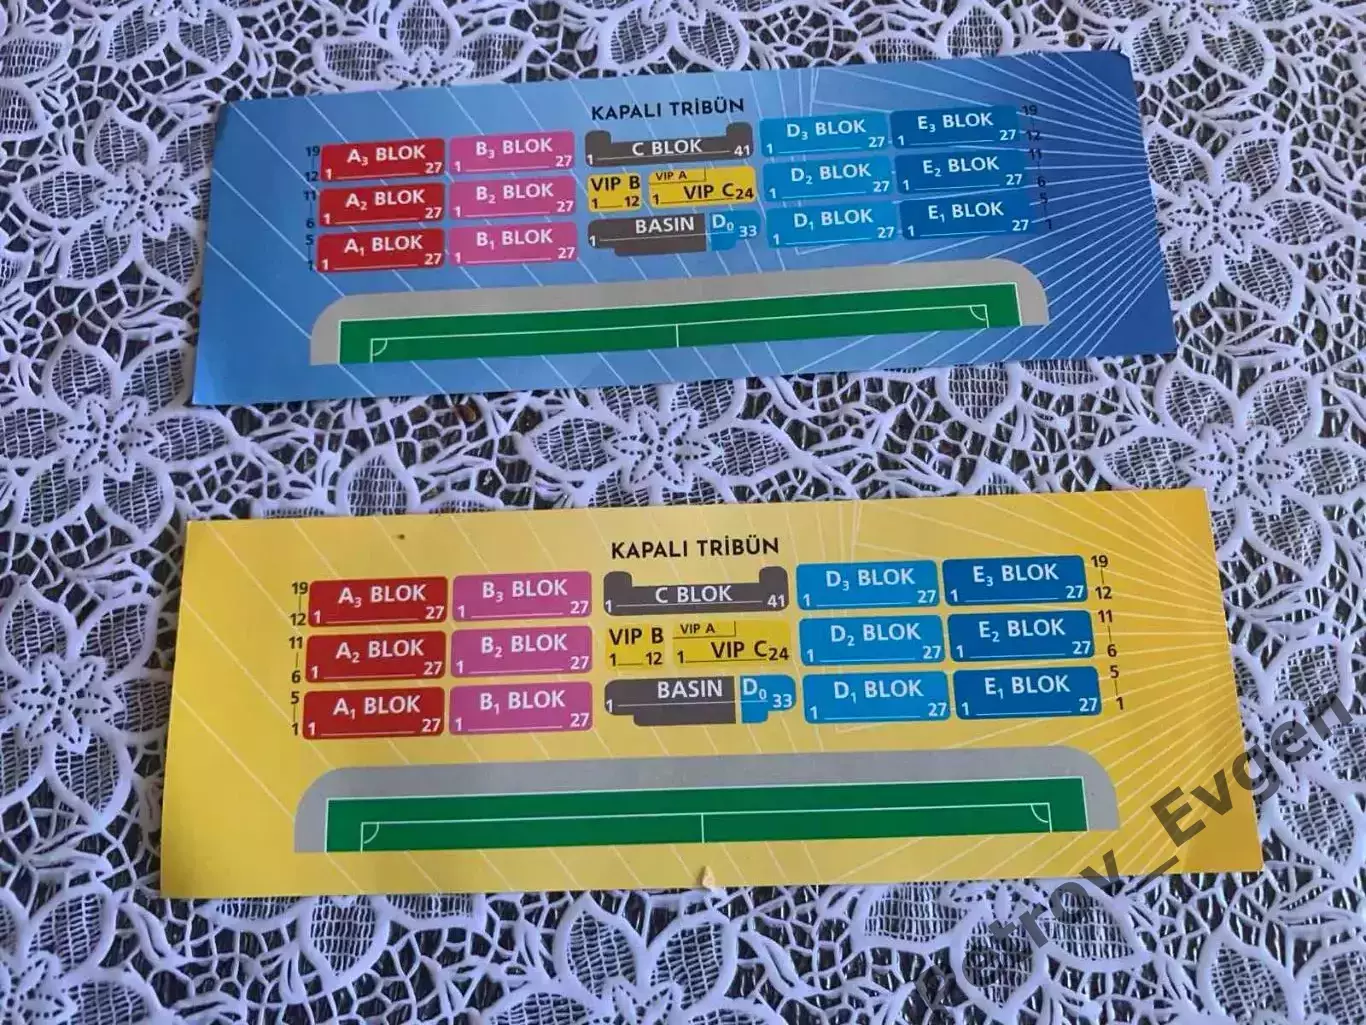 KAPALI TRİBÜN
19 A3 BLOK B3 BLOK C BLOK D3 BLOK E3 BLOK 19
12 1 27 1 27 1 41 1 27 1 27 12
11 A2 BLOK B2 BLOK VIP B VIP A VIP C D2 BLOK E2 BLOK 11
6 1 27 1 27 1 12 1 24 1 27 1 27 6
5 A1 BLOK B1 BLOK BASIN D0 D1 BLOK E1 BLOK 5
1 1 27 1 27 1 33 1 27 1 27 1
KAPALI TRİBÜN
19 A3 BLOK B3 BLOK C BLOK D3 BLOK E3 BLOK 19
12 1 27 1 27 1 41 1 27 1 27 12
11 A2 BLOK B2 BLOK VIP B VIP A VIP C D2 BLOK E2 BLOK 11
6 1 27 1 27 1 12 1 24 1 27 1 27 6
5 A1 BLOK B1 BLOK BASIN D0 D1 BLOK E1 BLOK 5
1 1 27 1 27 1 33 1 27 1 27 1